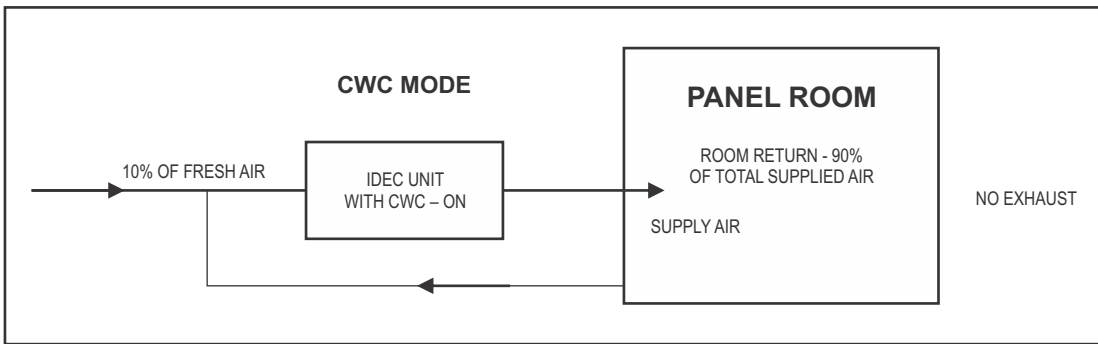 CWC MODE
PANEL ROOM
10% OF FRESH AIR
IDEC UNIT
WITH CWC – ON
ROOM RETURN - 90%
OF TOTAL SUPPLIED AIR
SUPPLY AIR
NO EXHAUST